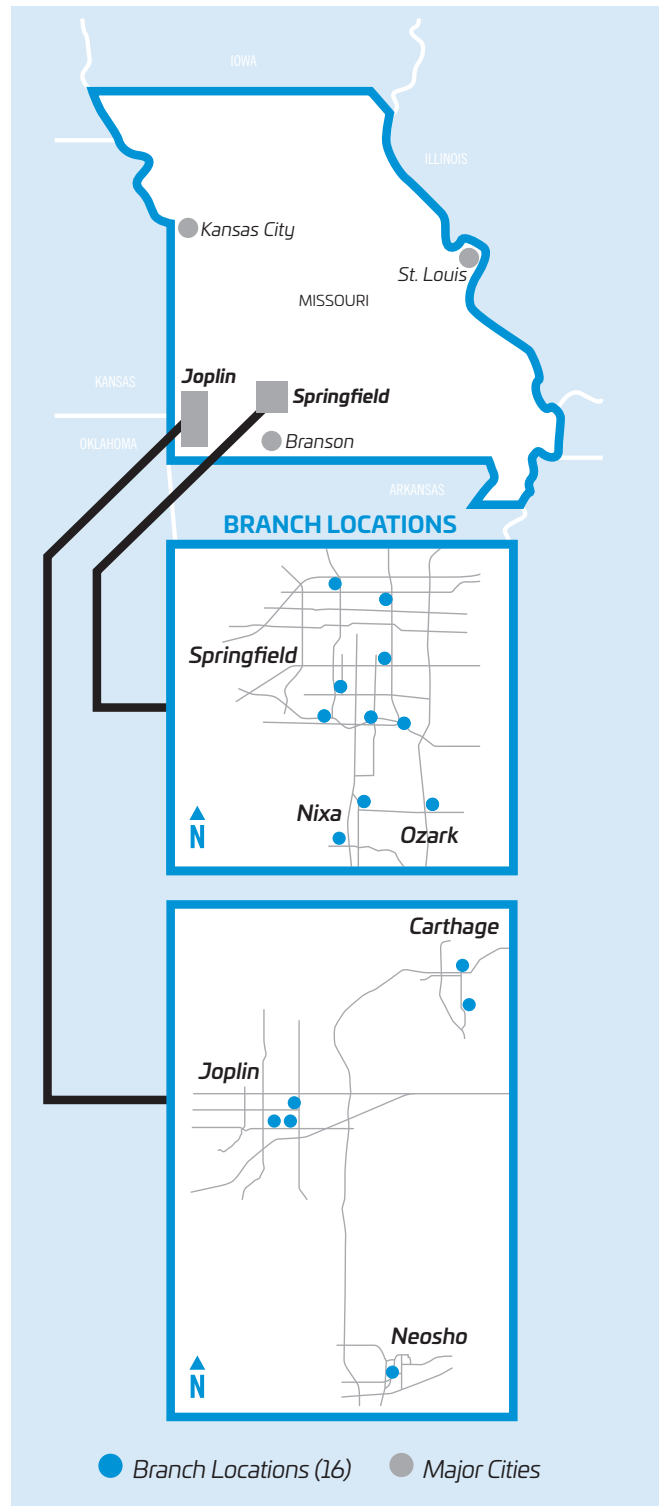 IOWA
ILLINOIS
Kansas City
St. Louis
MISSOURI
KANSAS
Joplin
Springfield
OKLAHOMA
Branson
ARKANSAS
BRANCH LOCATIONS
Springfield
Nixa
Ozark
N
Carthage
Joplin
Neosho
N
Branch Locations (16)
Major Cities